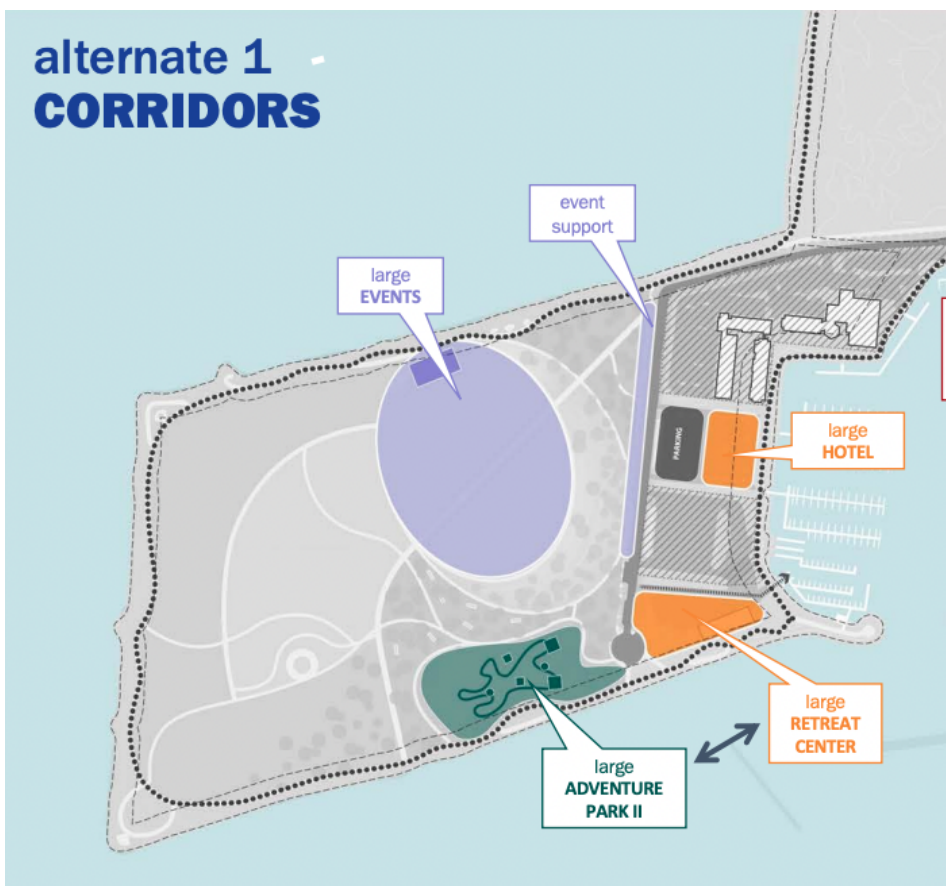 alternate 1
CORRIDORS
event
support
large
EVENTS
PARKING
large
HOTEL
large
RETREAT
CENTER
large
ADVENTURE
PARK II